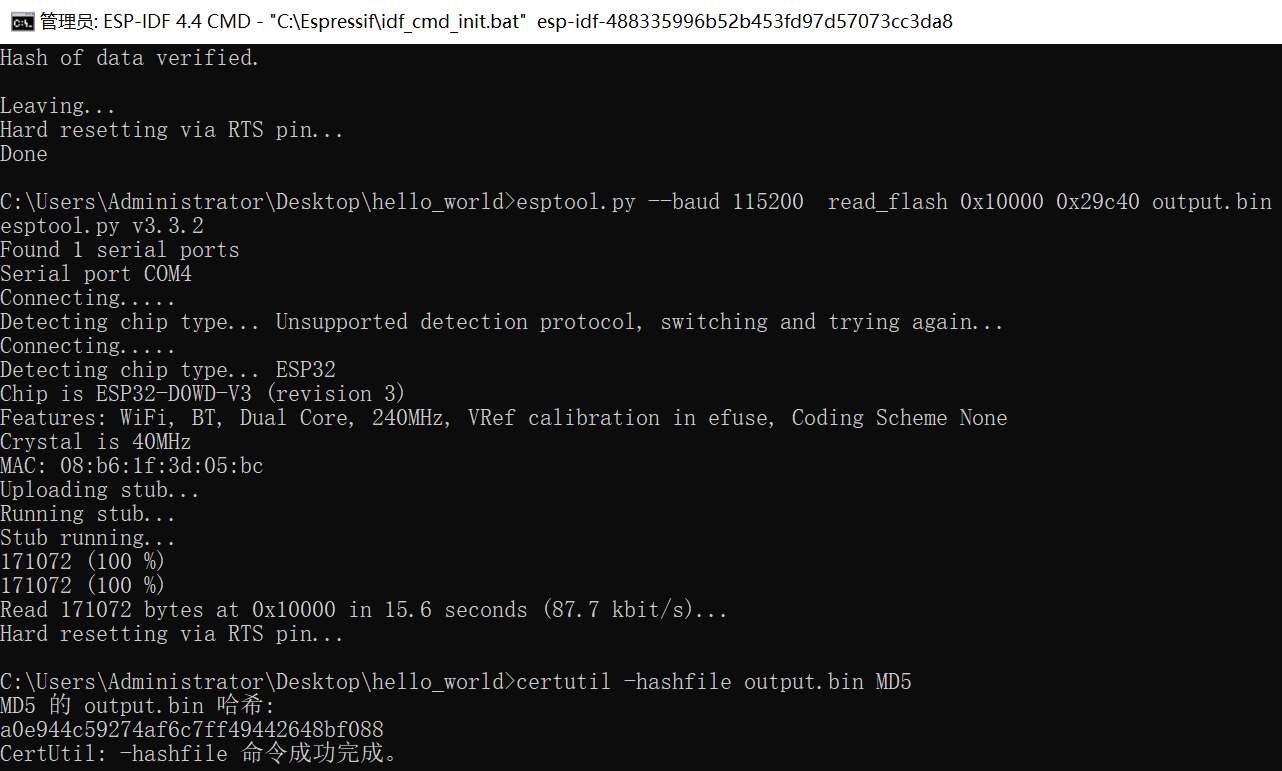 管理员: ESP-IDF 4.4 CMD - "C:\Espressif\idf_cmd_init.bat" esp-idf-488335996b52b453fd97d57073cc3da8
Hash of data verified.
Leaving...
Hard resetting via RTS pin...
Done
C:\Users\Administrator\Desktop\hello_world>esptool.py --baud 115200  read_flash 0x10000 0x29c40 output.bin
esptool.py v3.3.2
Found 1 serial ports
Serial port COM4
Connecting.....
Detecting chip type... Unsupported detection protocol, switching and trying again...
Connecting.....
Detecting chip type... ESP32
Chip is ESP32-D0WD-V3 (revision 3)
Features: WiFi, BT, Dual Core, 240MHz, VRef calibration in efuse, Coding Scheme None
Crystal is 40MHz
MAC: 08:b6:1f:3d:05:bc
Uploading stub...
Running stub...
Stub running...
171072 (100 %)
171072 (100 %)
Read 171072 bytes at 0x10000 in 15.6 seconds (87.7 kbit/s)...
Hard resetting via RTS pin...
C:\Users\Administrator\Desktop\hello_world>certutil -hashfile output.bin MD5
MD5 的 output.bin 哈希:
a0e944c59274af6c7ff49442648bf088
CertUtil: -hashfile 命令成功完成。